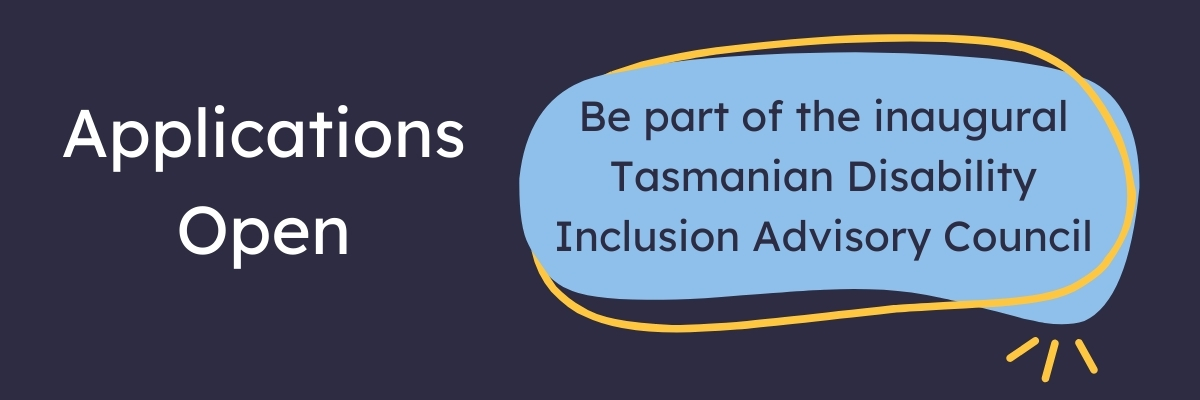 Applications
Open
Be part of the inaugural
Tasmanian Disability
Inclusion Advisory Council